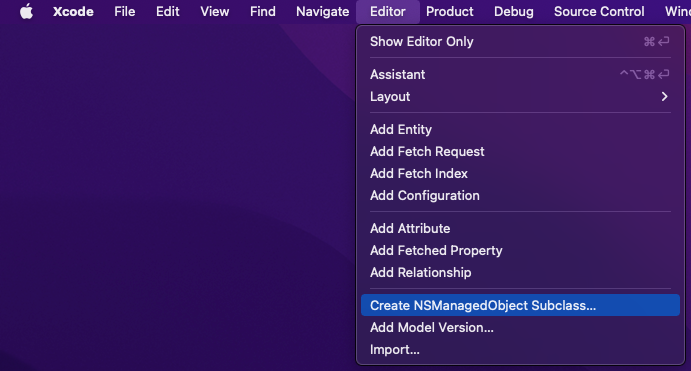 Xcode File Edit View Find Navigate Editor Product Debug Source Control
Show Editor Only ⌘↩
Assistant ^⌥⌘↩
Layout
Add Entity
Add Fetch Request
Add Fetch Index
Add Configuration
Add Attribute
Add Fetched Property
Add Relationship
Create NSManagedObject Subclass...
Add Model Version...
Import...